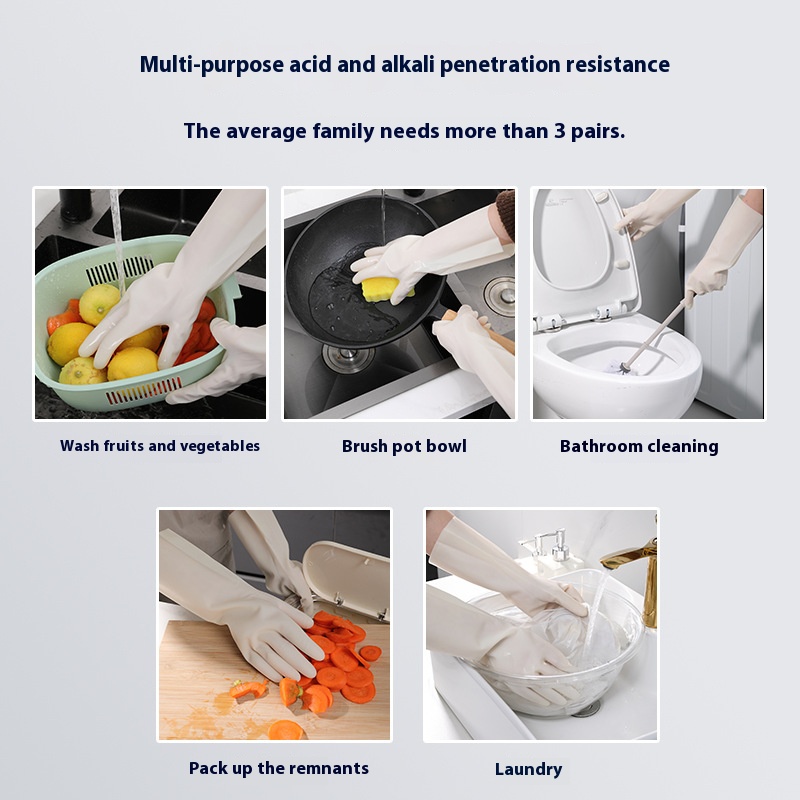 Multi-purpose acid and alkali penetration resistance
The average family needs more than 3 pairs.
Wash fruits and vegetables
Brush pot bowl
Bathroom cleaning
Pack up the remnants
Laundry